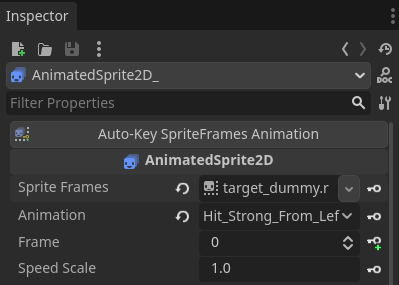 Inspector
AnimatedSprite2D_
DOC
Filter Properties
Auto-Key SpriteFrames Animation
AnimatedSprite2D
Sprite Frames target_dummy.r
Animation Hit_Strong_From_Lef
Frame 0
Speed Scale 1.0